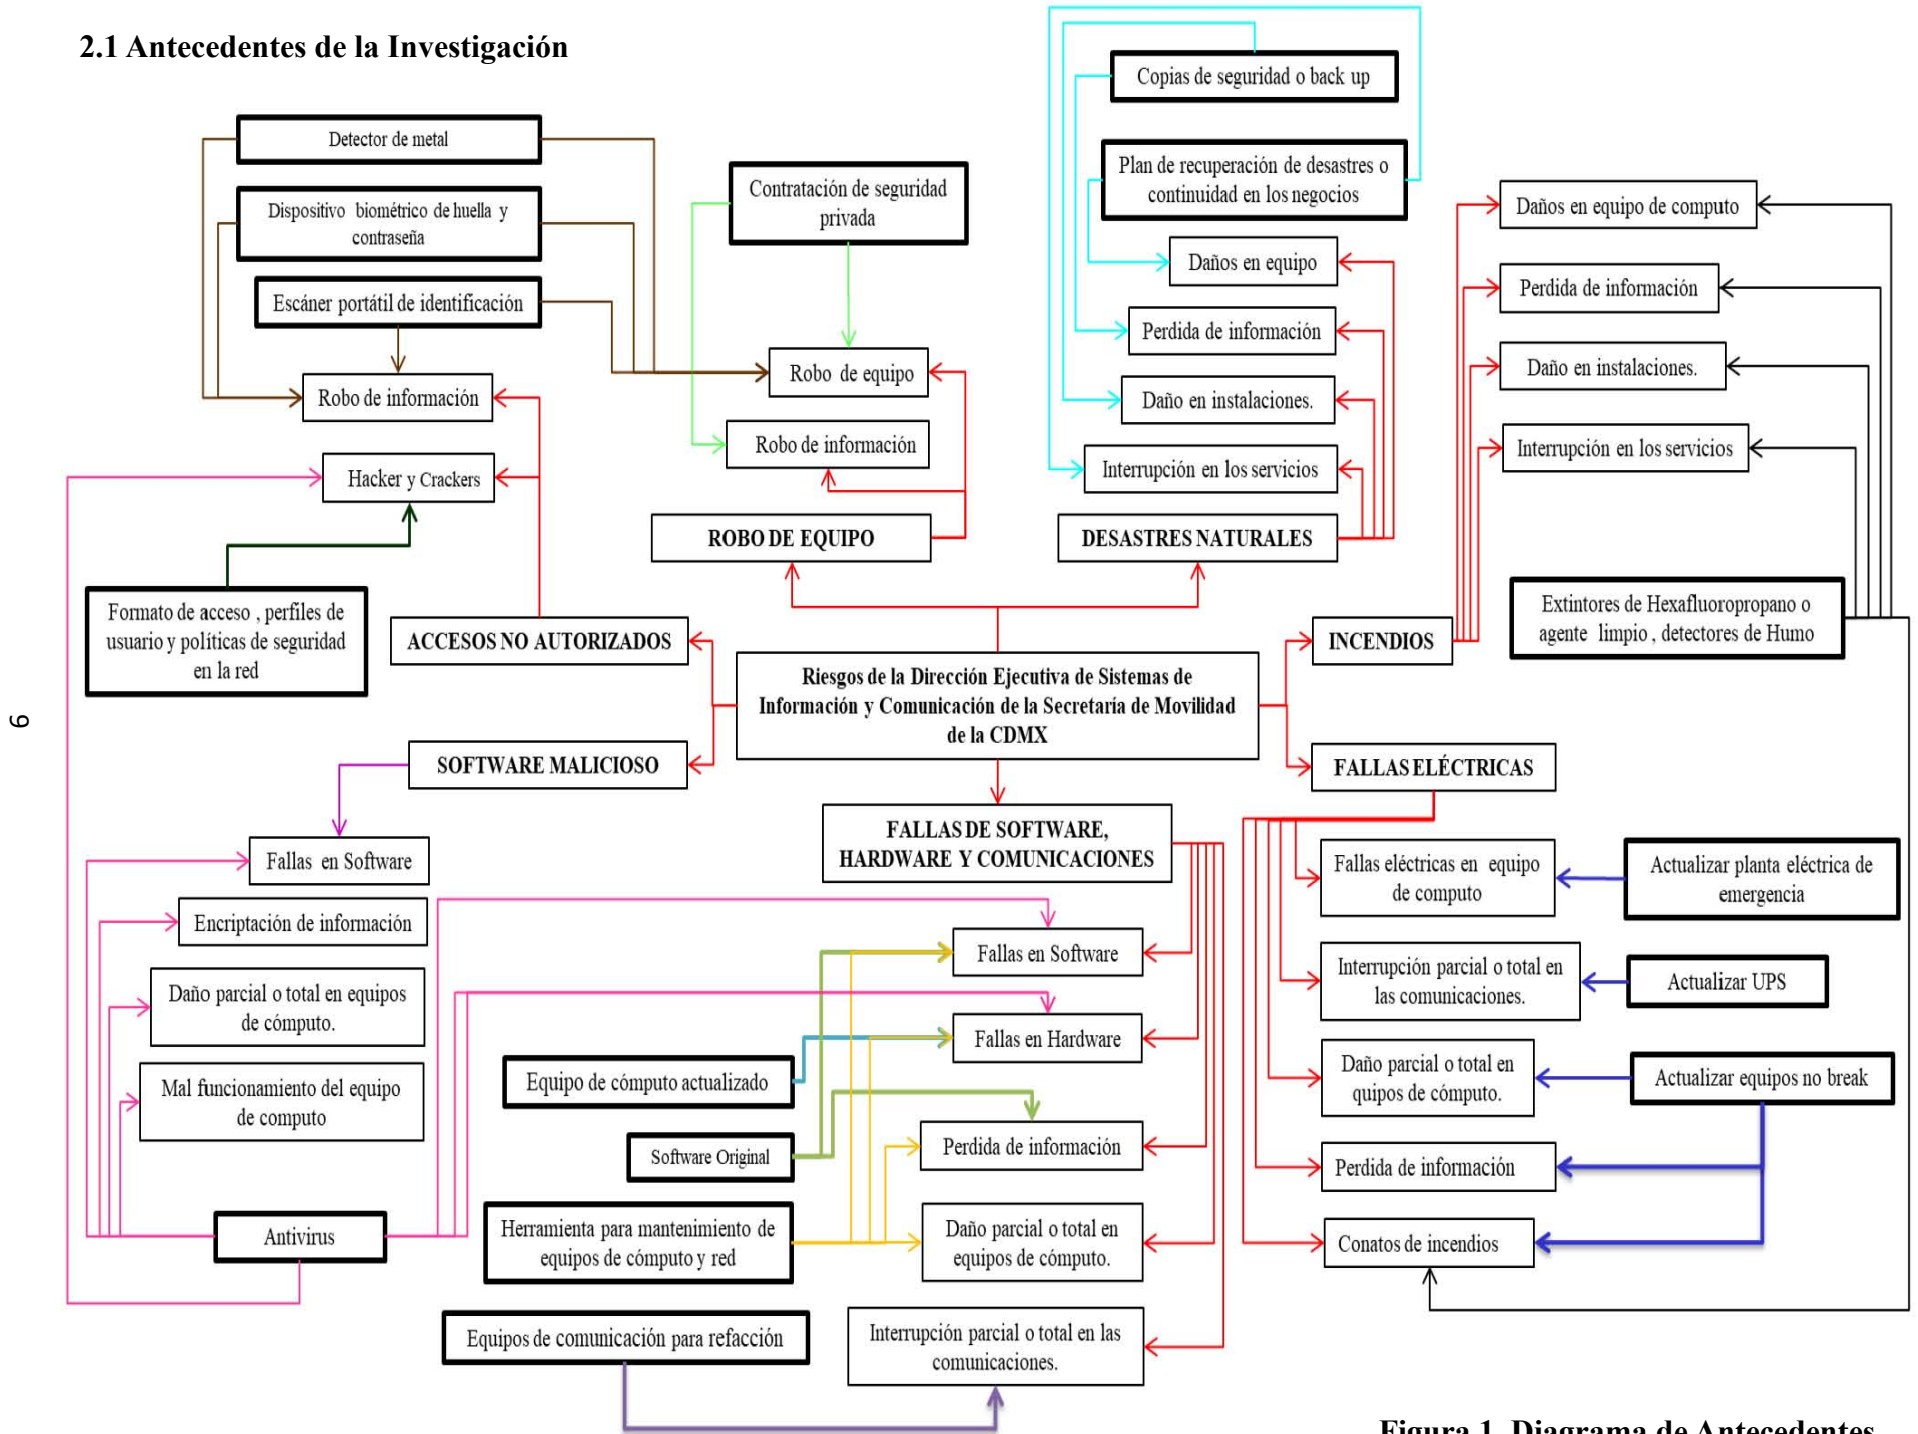 2.1 Antecedentes de la Investigación
Copias de seguridad o back up
Detector de metal
Plan de recuperación de desastres o
continuidad en los negocios
Contratación de seguridad
privada
Daños en equipo de computo
Dispositivo biométrico de huella y
contraseña
Daños en equipo
Perdida de información
Escáner portátil de identificación
Perdida de información
Robo de equipo
Daño en instalaciones.
Robo de información
Daño en instalaciones.
Robo de información
Interrupción en los servicios
Hacker y Crackers
Interrupción en los servicios
ROBO DE EQUIPO
DESASTRES NATURALES
Formato de acceso , perfiles de
usuario y políticas de seguridad
en la red
Extintores de Hexafluoropropano o
agente limpio , detectores de Humo
ACCESOS NO AUTORIZADOS
INCENDIOS
Riesgos de la Dirección Ejecutiva de Sistemas de
Información y Comunicación de la Secretaría de Movilidad
de la CDMX
9
SOFTWARE MALICIOSO
FALLAS ELÉCTRICAS
FALLAS DE SOFTWARE,
HARDWARE Y COMUNICACIONES
Fallas en Software
Fallas eléctricas en equipo
de computo
Actualizar planta eléctrica de
emergencia
Encriptación de información
Fallas en Software
Interrupción parcial o total en
las comunicaciones.
Actualizar UPS
Daño parcial o total en equipos
de cómputo.
Fallas en Hardware
Equipo de cómputo actualizado
Daño parcial o total en
quipos de cómputo.
Actualizar equipos no break
Mal funcionamiento del equipo
de computo
Software Original
Perdida de información
Perdida de información
Antivirus
Herramienta para mantenimiento de
equipos de cómputo y red
Daño parcial o total en
equipos de cómputo.
Conatos de incendios
Equipos de comunicación para refacción
Interrupción parcial o total en las
comunicaciones.
Figura 1. Diagrama de Antecedentes